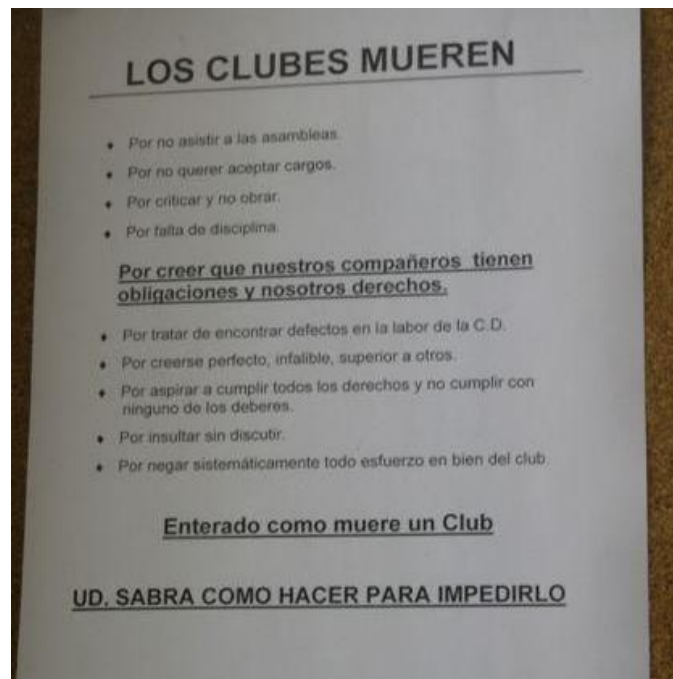 LOS CLUBES MUEREN
♦ Por no asistir a las asambleas.
♦ Por no querer aceptar cargos.
♦ Por criticar y no obrar.
♦ Por falta de disciplina.
Por creer que nuestros compañeros tienen
obligaciones y nosotros derechos.
♦ Por tratar de encontrar defectos en la labor de la C.D.
♦ Por creerse perfecto, infalible, superior a otros.
♦ Por aspirar a cumplir todos los derechos y no cumplir con
ninguno de los deberes.
♦ Por insultar sin discutir.
♦ Por negar sistemáticamente todo esfuerzo en bien del club.
Enterado como muere un Club
UD. SABRA COMO HACER PARA IMPEDIRLO